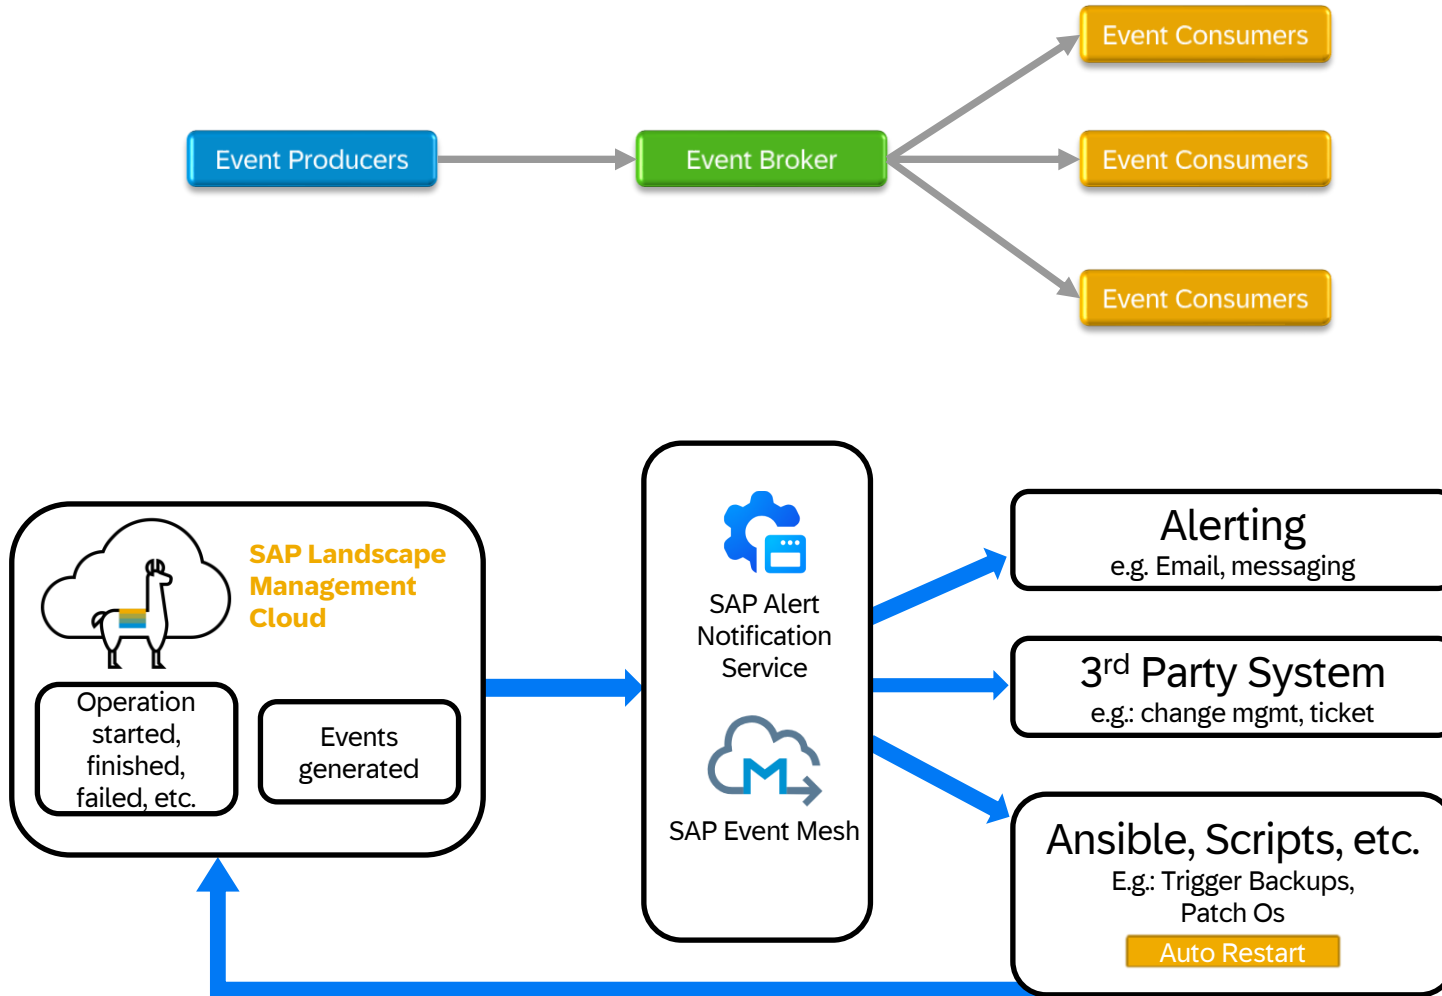 Event Consumers
Event Producers
Event Broker
Event Consumers
Event Consumers
SAP Landscape
Management
Cloud
Operation
started,
finished,
failed, etc.
Events
generated
SAP Alert
Notification
Service
SAP Event Mesh
Alerting
e.g. Email, messaging
3rd Party System
e.g.: change mgmt, ticket
Ansible, Scripts, etc.
E.g.: Trigger Backups,
Patch Os
Auto Restart